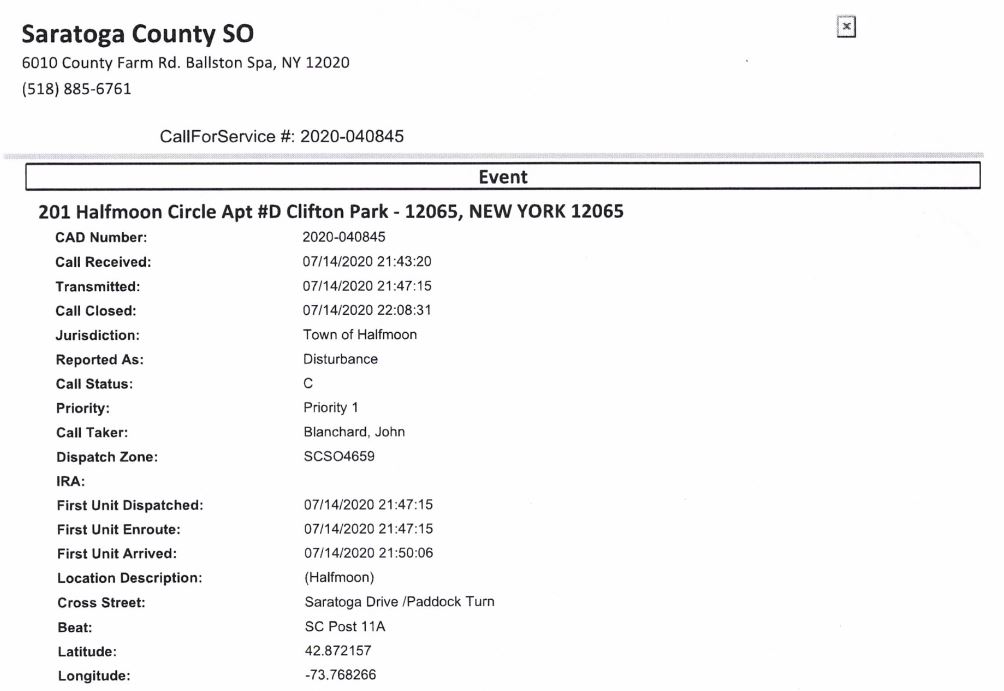 Saratoga County SO
6010 County Farm Rd. Ballston Spa, NY 12020
(518) 885-6761
CallForService #: 2020-040845
Event
201 Halfmoon Circle Apt #D Clifton Park - 12065, NEW YORK 12065
CAD Number: 2020-040845
Call Received: 07/14/2020 21:43:20
Transmitted: 07/14/2020 21:47:15
Call Closed: 07/14/2020 22:08:31
Jurisdiction: Town of Halfmoon
Reported As: Disturbance
Call Status: C
Priority: Priority 1
Call Taker: Blanchard, John
Dispatch Zone: SCSO4659
IRA:
First Unit Dispatched: 07/14/2020 21:47:15
First Unit Enroute: 07/14/2020 21:47:15
First Unit Arrived: 07/14/2020 21:50:06
Location Description: (Halfmoon)
Cross Street: Saratoga Drive /Paddock Turn
Beat: SC Post 11A
Latitude: 42.872157
Longitude: -73.768266